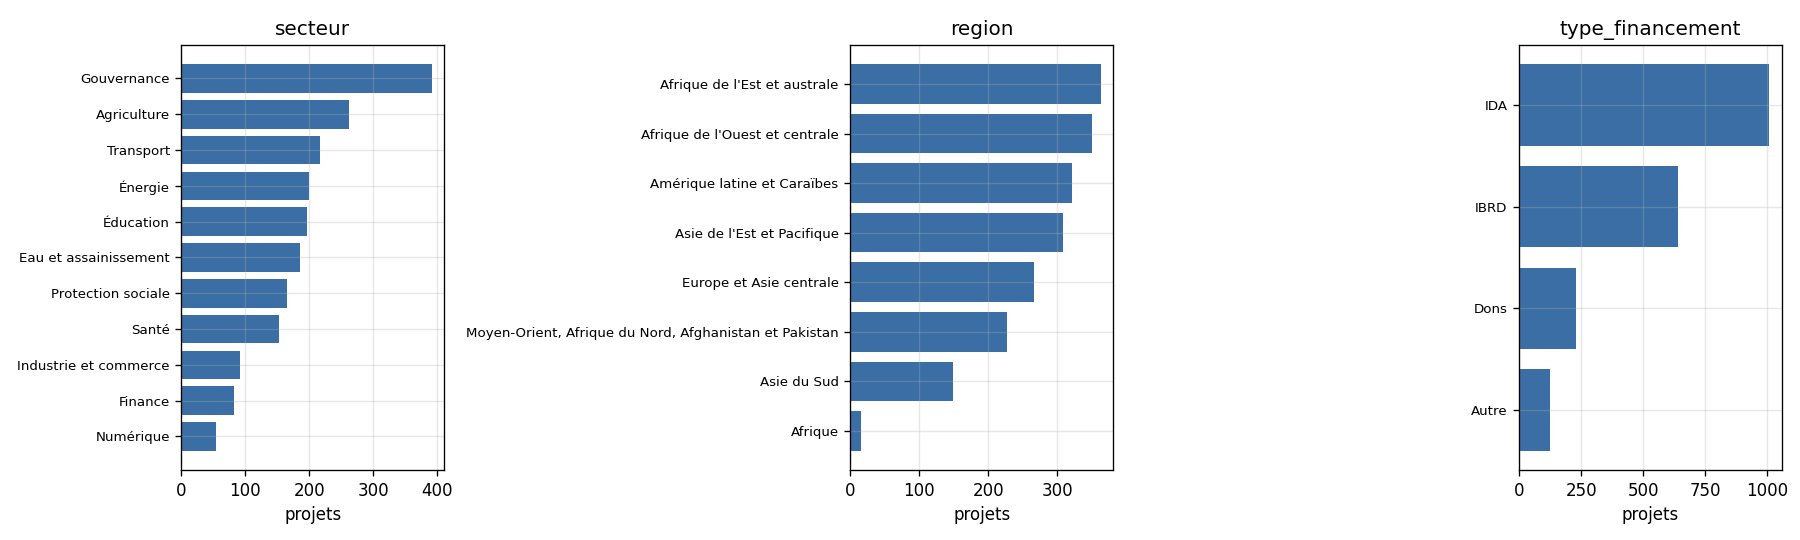 secteur
Gouvernance
Agriculture
Transport
Énergie
Éducation
Eau et assainissement
Protection sociale
Santé
Industrie et commerce
Finance
Numérique
0 100 200 300 400
projets
region
Afrique de l'Est et australe
Afrique de l'Ouest et centrale
Amérique latine et Caraïbes
Asie de l'Est et Pacifique
Europe et Asie centrale
Moyen-Orient, Afrique du Nord, Afghanistan et Pakistan
Asie du Sud
Afrique
0 100 200 300
projets
type_financement
IDA
IBRD
Dons
Autre
0 250 500 750 1000
projets